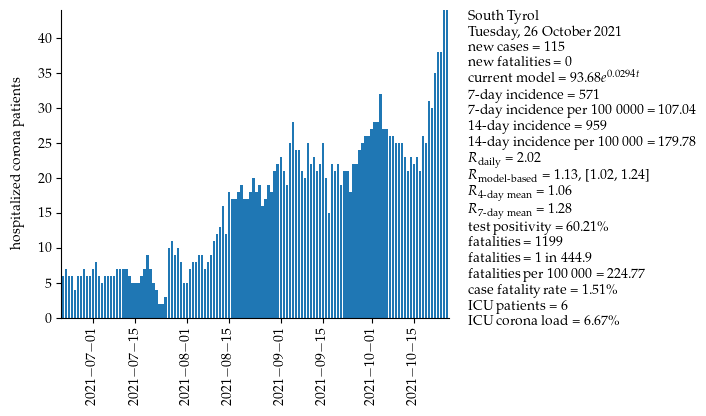 hospitalized corona patients
40
35
30
25
20
15
10
5
0
2021−07−01
2021−07−15
2021−08−01
2021−08−15
2021−09−01
2021−09−15
2021−10−01
2021−10−15
South Tyrol
Tuesday, 26 October 2021
new cases = 115
new fatalities = 0
current model = 93.68e^0.0294t
7-day incidence = 571
7-day incidence per 100 0000 = 107.04
14-day incidence = 959
14-day incidence per 100 000 = 179.78
R_daily = 2.02
R_model-based = 1.13, [1.02, 1.24]
R_4-day mean = 1.06
R_7-day mean = 1.28
test positivity = 60.21%
fatalities = 1199
fatalities = 1 in 444.9
fatalities per 100 000 = 224.77
case fatality rate = 1.51%
ICU patients = 6
ICU corona load = 6.67%